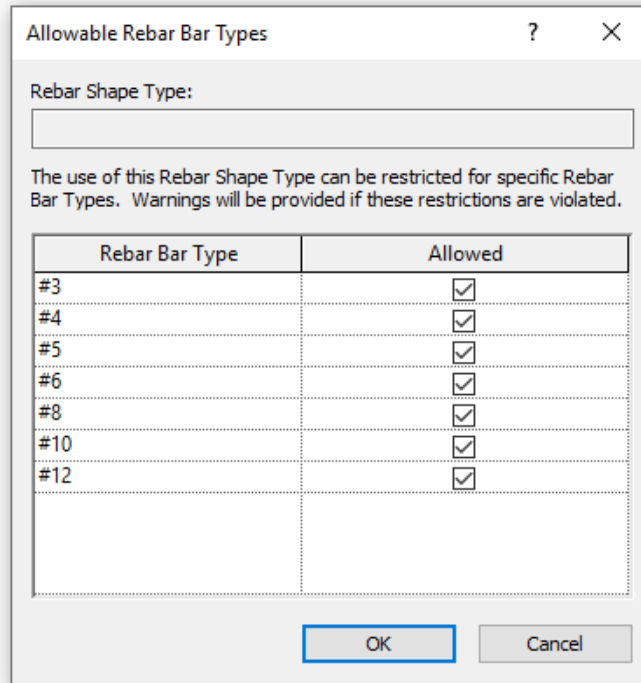 Allowable Rebar Bar Types ?
Rebar Shape Type:
The use of this Rebar Shape Type can be restricted for specific Rebar
Bar Types. Warnings will be provided if these restrictions are violated.
Rebar Bar Type Allowed
#3
#4
#5
#6
#8
#10
#12
OK Cancel